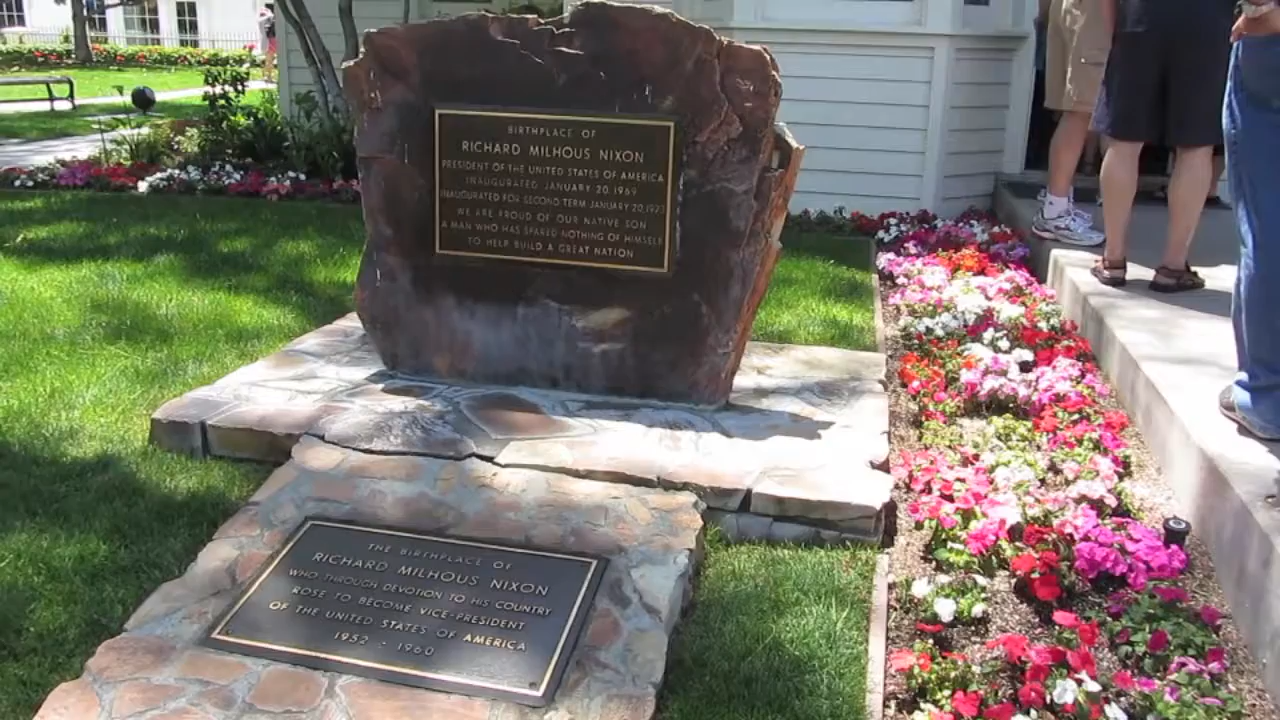 BIRTHPLACE OF
RICHARD MILHOUS NIXON
PRESIDENT OF THE UNITED STATES OF AMERICA
INAUGURATED JANUARY 20, 1969
INAUGURATED FOR SECOND TERM JANUARY 20, 1973
WE ARE PROUD OF OUR NATIVE SON
A MAN WHO HAS SPARED NOTHING OF HIMSELF
TO HELP BUILD A GREAT NATION
THE BIRTHPLACE OF
RICHARD MILHOUS NIXON
WHO THROUGH DEVOTION TO HIS COUNTRY
ROSE TO BECOME VICE-PRESIDENT
OF THE UNITED STATES OF AMERICA
1952 - 1960